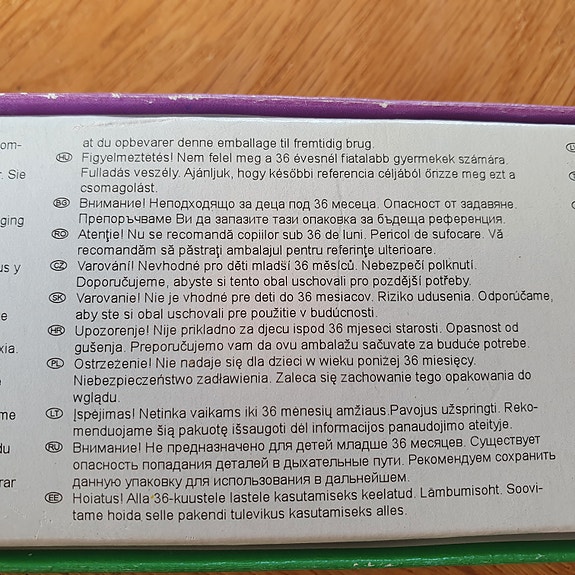 om-
. Sie
ging
us y
e
xia.
e
me
du
rar
at du opbevarer denne emballage til fremtidig brug.
HU Figyelmeztetés! Nem felel meg a 36 évesnél fiatalabb gyermekek számára.
Fulladás veszély. Ajánljuk, hogy későbbi referencia céljából őrizze meg ezt a
csomagolást.
BG Внимание! Неподходящо за деца под 36 месеца. Опасност от задавяне.
Препоръчваме Ви да запазите тази опаковка за бъдеща референция.
RO Atenţie! Nu se recomandă copiilor sub 36 de luni. Pericol de sufocare. Vă
recomandăm să păstraţi ambalajul pentru referinţe ulterioare.
CZ Varování! Nevhodné pro děti mladší 36 měsíců. Nebezpečí polknutí.
Doporučujeme, abyste si tento obal uschovali pro pozdější potřeby.
SK Varovanie! Nie je vhodné pre deti do 36 mesiacov. Riziko udusenia. Odporúčame,
aby ste si obal uschovali pre použitie v budúcnosti.
HR Upozorenje! Nije prikladno za djecu ispod 36 mjeseci starosti. Opasnost od
gušenja. Preporučujemo vam da ovu ambalažu sačuvate za buduće potrebe.
PL Ostrzeżenie! Nie nadaje się dla dzieci w wieku poniżej 36 miesięcy.
Niebezpieczeństwo zadławienia. Zaleca się zachowanie tego opakowania do
wglądu.
LT Įspėjimas! Netinka vaikams iki 36 mėnesių amžiaus.Pavojus užspringti. Reko-
menduojame šią pakuotę išsaugoti dėl informacijos panaudojimo ateityje.
RU Внимание! Не предназначено для детей младше 36 месяцев. Существует
опасность попадания деталей в дыхательные пути. Рекомендуем сохранить
данную упаковку для использования в дальнейшем.
EE Hoiatus! Alla 36-kuustele lastele kasutamiseks keelatud. Lämbumisoht. Soovi-
tame hoida selle pakendi tulevikus kasutamiseks alles.